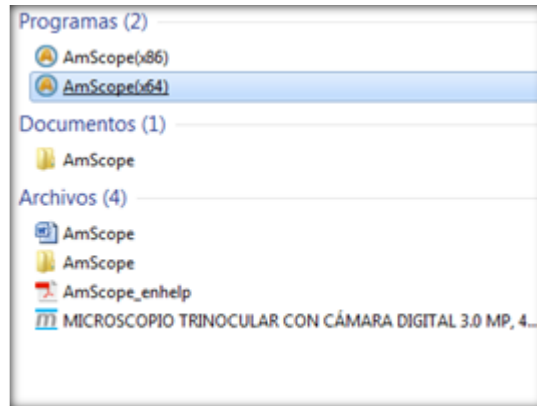 Programas (2)
AmScope(x86)
AmScope(x64)
Documentos (1)
AmScope
Archivos (4)
AmScope
AmScope
AmScope_enhelp
MICROSCOPIO TRINOCULAR CON CÁMARA DIGITAL 3.0 MP, 4...